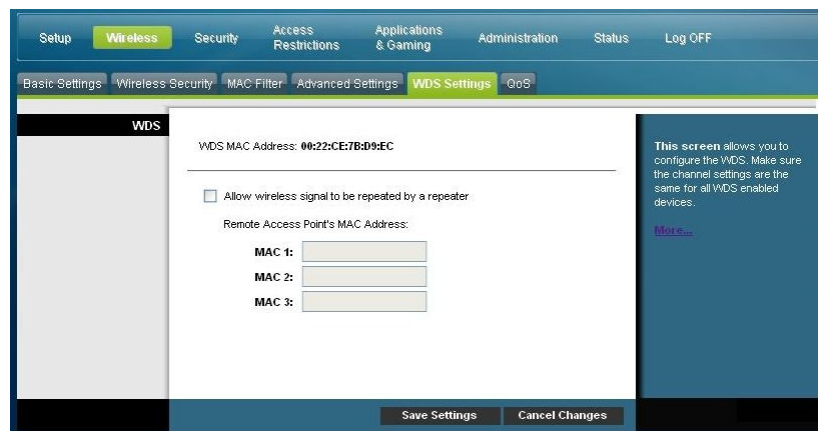 Setup Wireless Security Access Restrictions Applications & Gaming Administration Status Log OFF
Basic Settings Wireless Security MAC Filter Advanced Settings WDS Settings QoS
WDS
WDS MAC Address: 00:22:CE:7B:D9:EC
Allow wireless signal to be repeated by a repeater
Remote Access Point's MAC Address:
MAC 1:
MAC 2:
MAC 3:
This screen allows you to
configure the WDS. Make sure
the channel settings are the
same for all WDS enabled
devices.
More...
Save Settings Cancel Changes